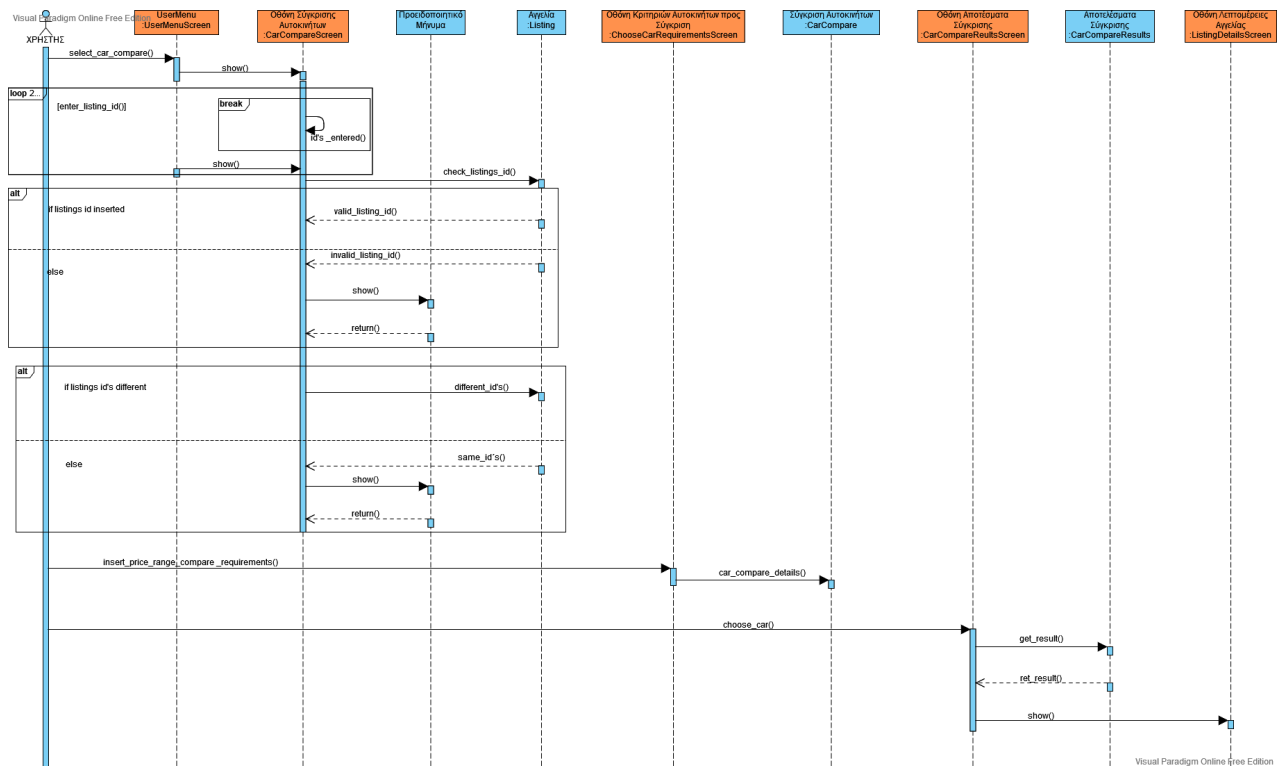 Visual Paradigm Online Free Edition
ΧΡΗΣΤΗΣ
UserMenu
:UserMenuScreen
Οθόνη Σύγκρισης
Αυτοκινήτων
:CarCompareScreen
Προειδοποιητικό
Μήνυμα
Αγγελία
:Listing
Οθόνη Κριτηριών Αυτοκινήτων προς
Σύγκριση
:ChooseCarRequirementsScreen
Σύγκριση Αυτοκινήτων
:CarCompare
Οθόνη Αποτέσματα
Σύγκρισης
:CarCompareReultsScreen
Αποτελέσματα
Σύγκρισης
:CarCompareResults
Οθόνη Λεπτομέρειες
Αγγελίας
:ListingDetailsScreen
select_car_compare()
show()
loop 2...
[enter_listing_id()]
break
id's _entered()
show()
check_listings_id()
alt
if listings id inserted
valid_listing_id()
invalid_listing_id()
else
show()
return()
alt
if listings id's different
different_id's()
same_id´s()
else
show()
return()
insert_price_range_compare _requirements()
car_compare_details()
choose_car()
get_result()
ret_result()
show()
Visual Paradigm Online Free Edition